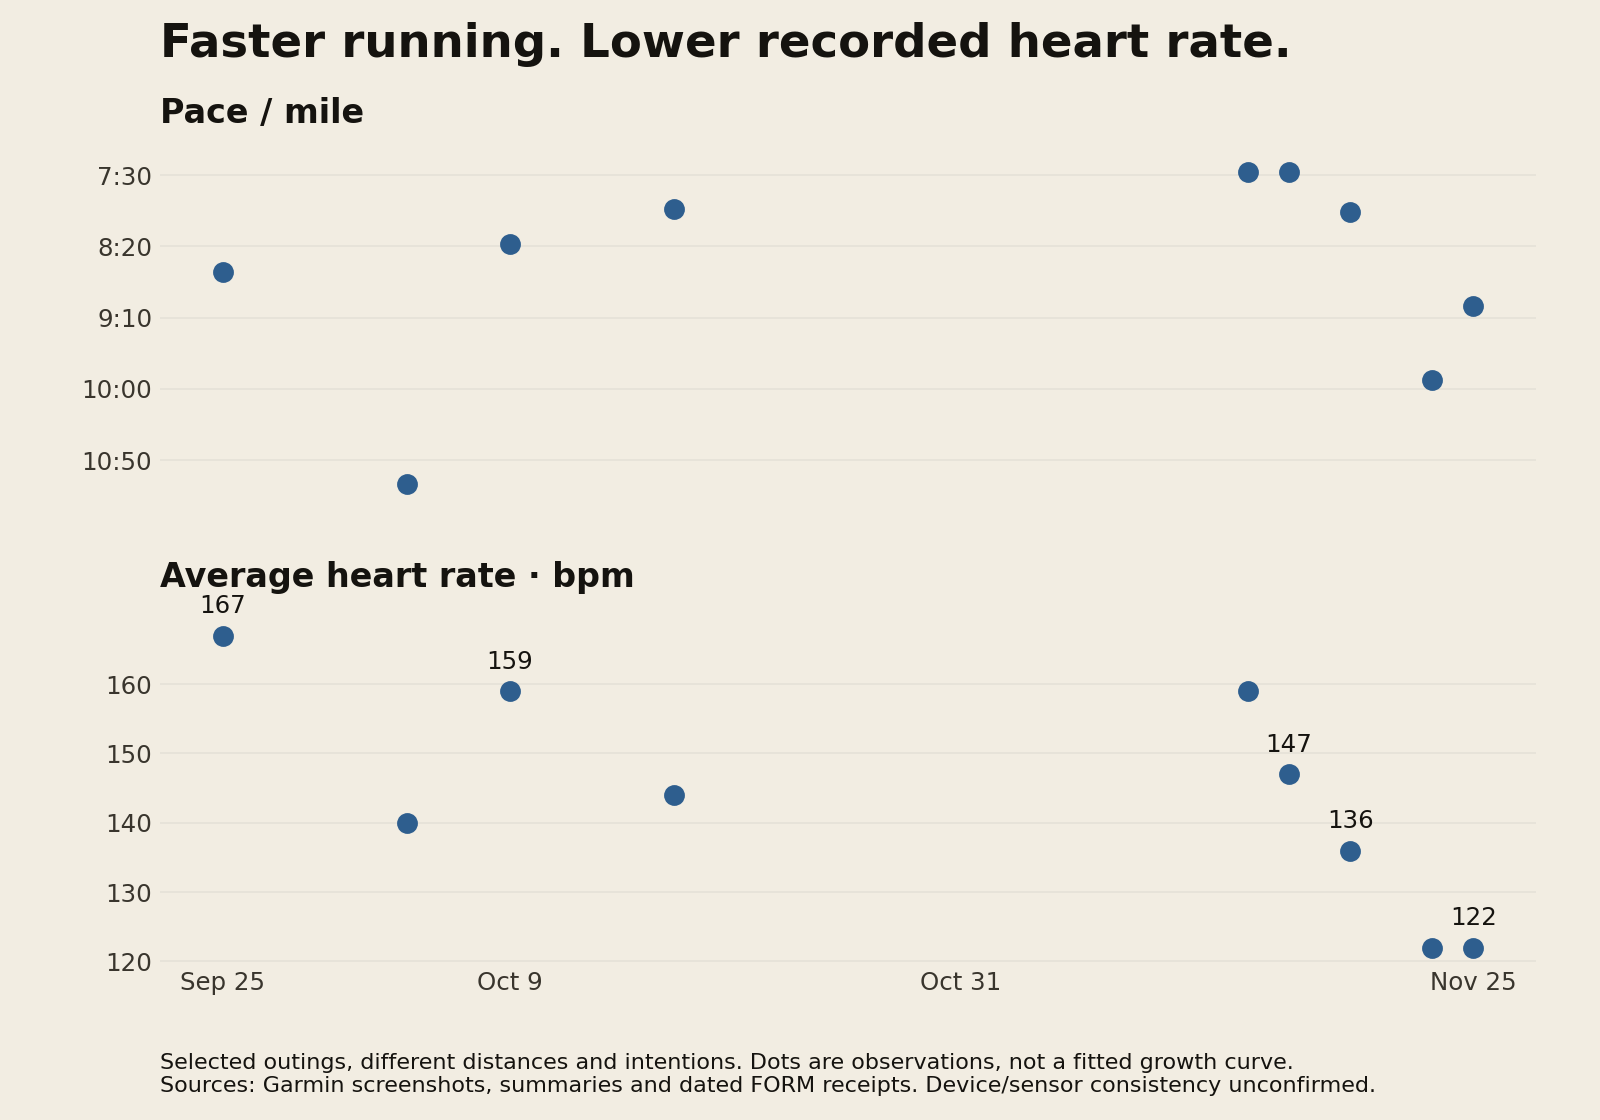 Faster running. Lower recorded heart rate.
Pace / mile
7:30
8:20
9:10
10:00
10:50
Average heart rate · bpm
167
159
160
150
147
140
136
130
122
120
Sep 25
Oct 9
Oct 31
Nov 25
Selected outings, different distances and intentions. Dots are observations, not a fitted growth curve.
Sources: Garmin screenshots, summaries and dated FORM receipts. Device/sensor consistency unconfirmed.